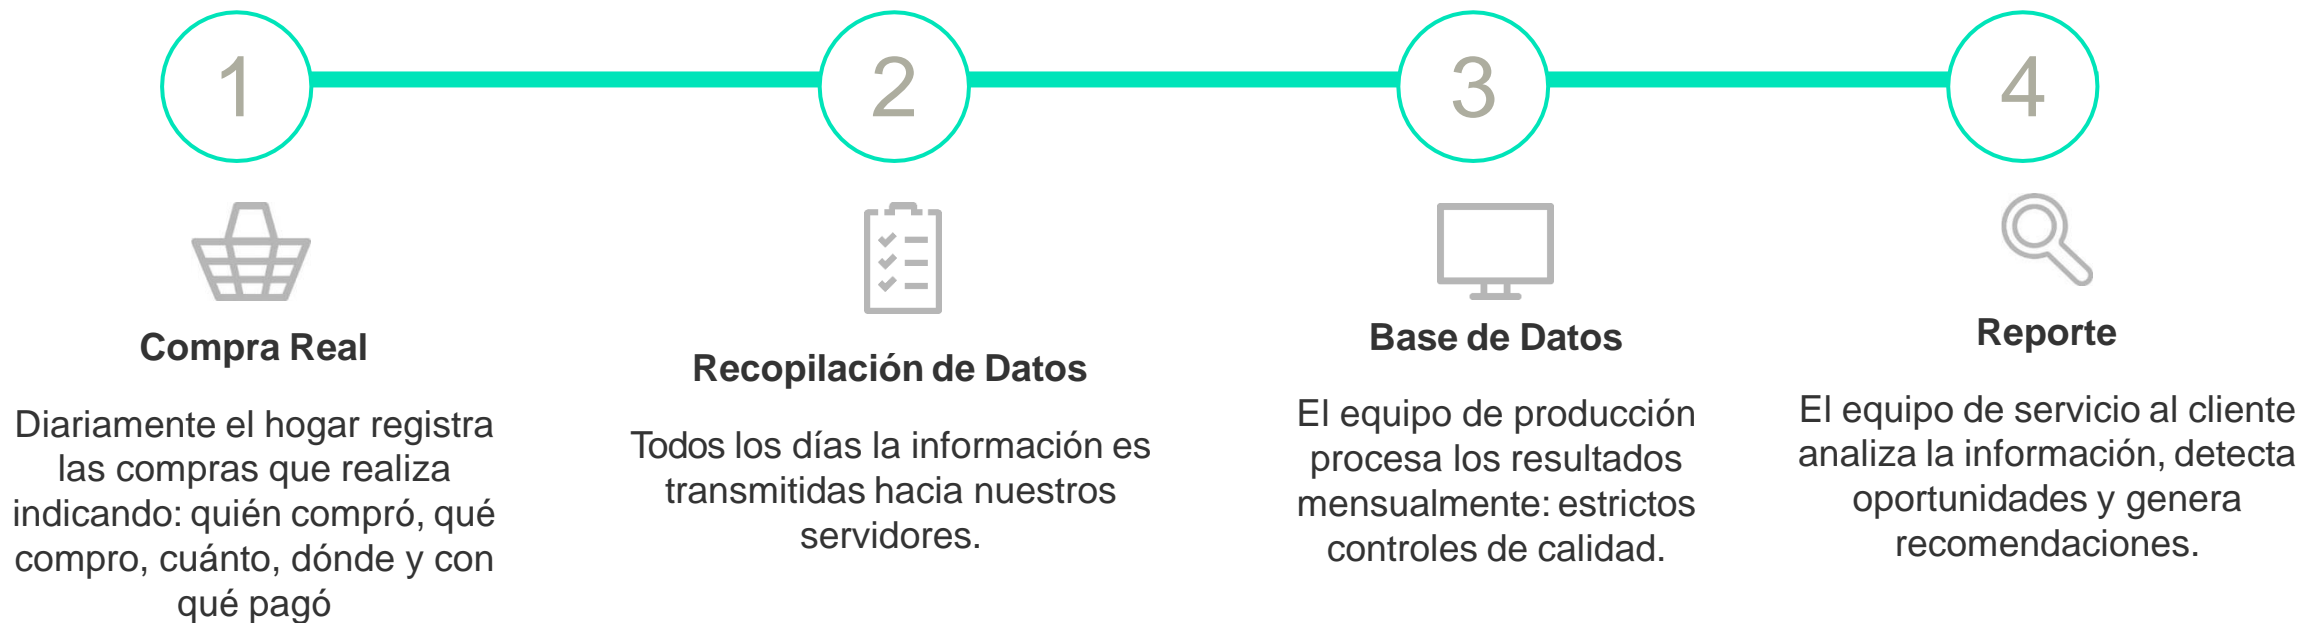 1
2
3
4
Compra Real
Diariamente el hogar registra
las compras que realiza
indicando: quién compró, qué
compro, cuánto, dónde y con
qué pagó
Recopilación de Datos
Todos los días la información es
transmitidas hacia nuestros
servidores.
Base de Datos
El equipo de producción
procesa los resultados
mensualmente: estrictos
controles de calidad.
Reporte
El equipo de servicio al cliente
analiza la información, detecta
oportunidades y genera
recomendaciones.